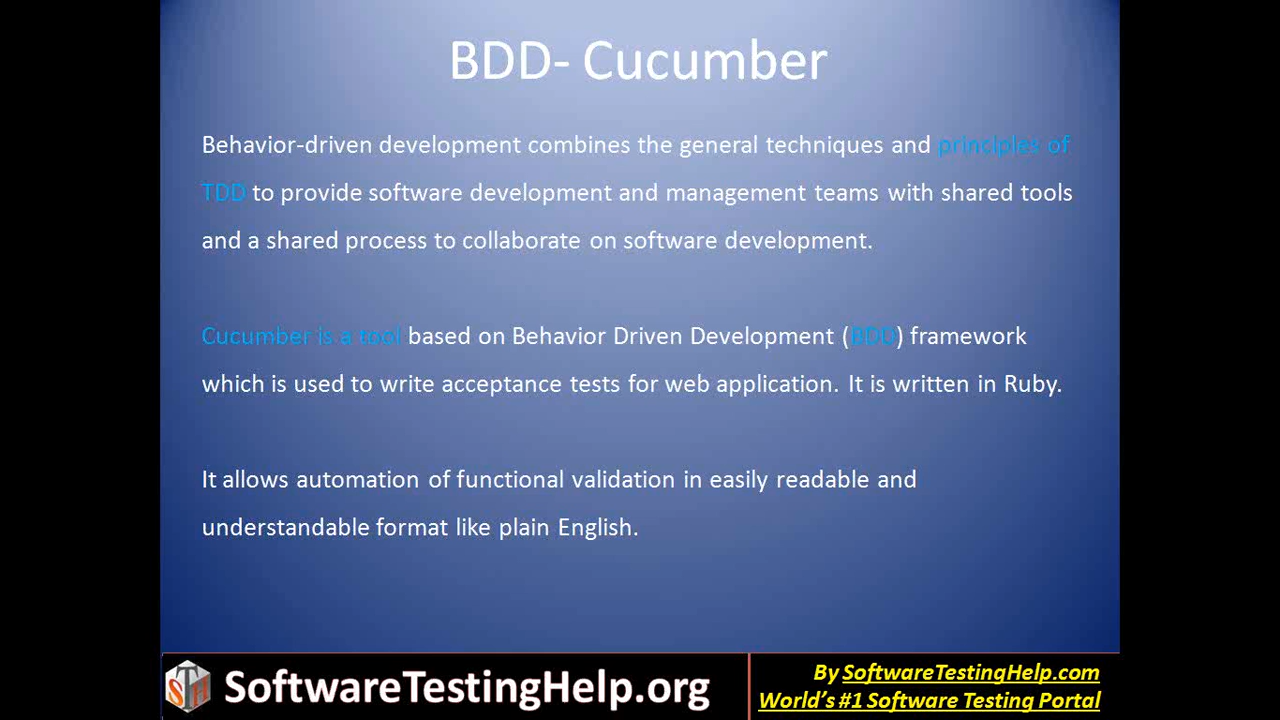 BDD- Cucumber
Behavior-driven development combines the general techniques and principles of
TDD to provide software development and management teams with shared tools
and a shared process to collaborate on software development.
Cucumber is a tool based on Behavior Driven Development (BDD) framework
which is used to write acceptance tests for web application. It is written in Ruby.
It allows automation of functional validation in easily readable and
understandable format like plain English.
STH SoftwareTestingHelp.org
By SoftwareTestingHelp.com
World's #1 Software Testing Portal